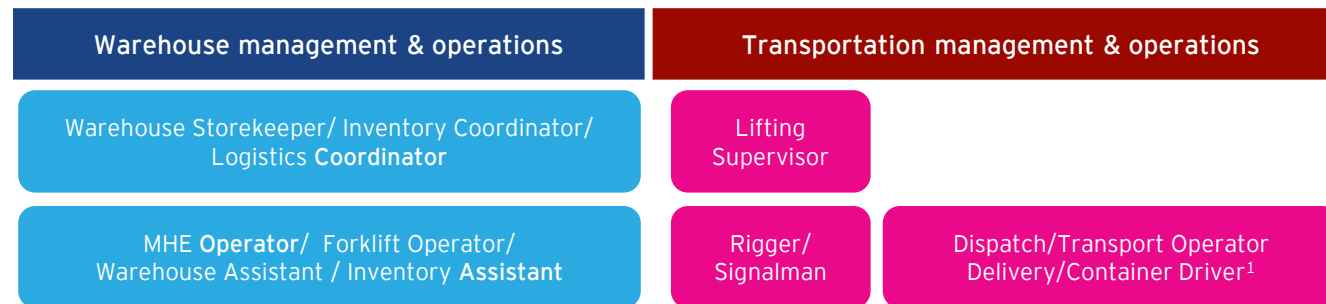 Warehouse management & operations
Transportation management & operations
Warehouse Storekeeper/ Inventory Coordinator/
Logistics Coordinator
Lifting
Supervisor
MHE Operator/ Forklift Operator/
Warehouse Assistant / Inventory Assistant
Rigger/
Signalman
Dispatch/Transport Operator
Delivery/Container Driver¹